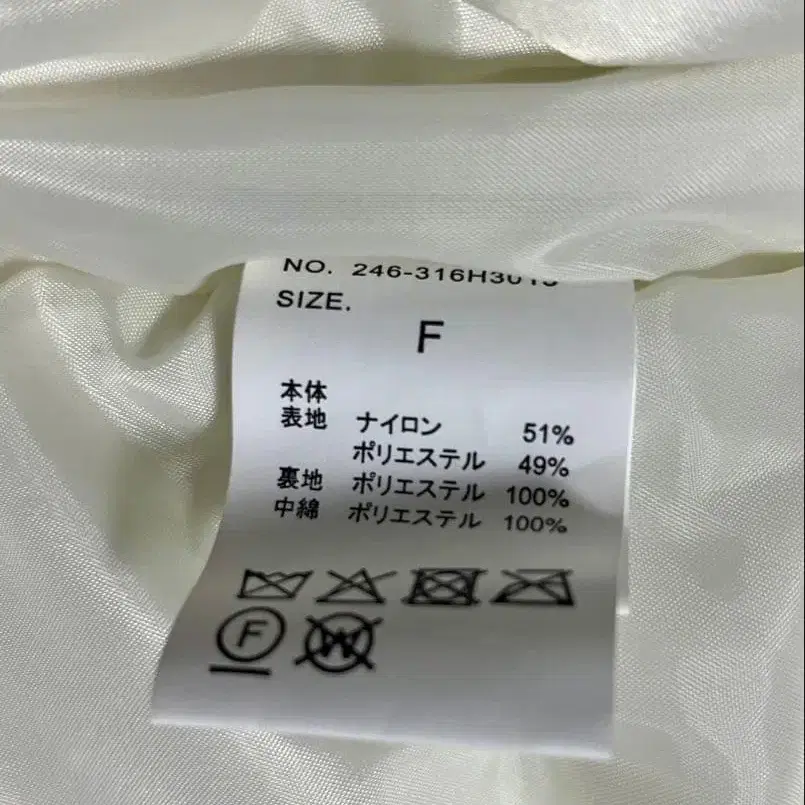 NO. 246-316H3015
SIZE.
F
本体
表地 ナイロン 51%
ポリエステル 49%
裏地 ポリエステル 100%
中綿 ポリエステル 100%
F
W